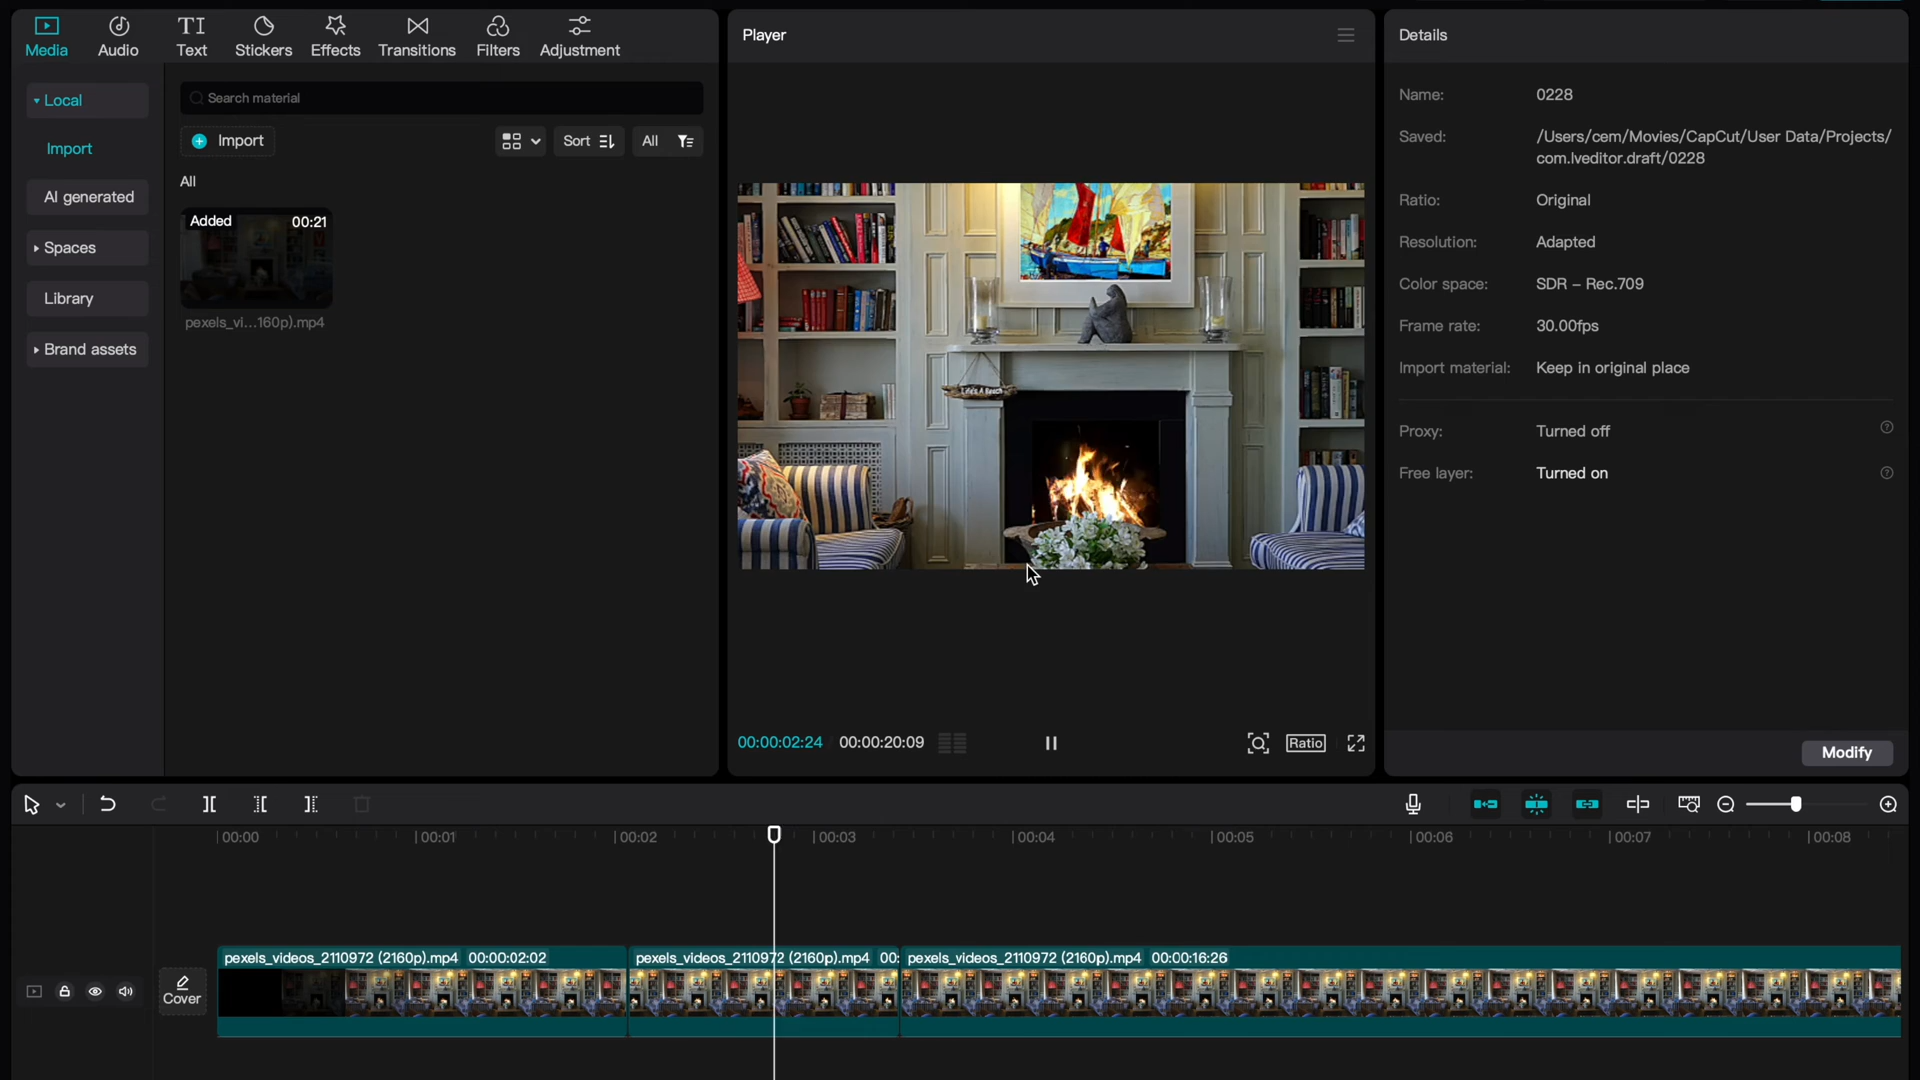 Media
Audio
Text
Stickers
Effects
Transitions
Filters
Adjustment
Local
Import
AI generated
Spaces
Library
Brand assets
Search material
Import
Sort
All
All
Added 00:21
pexels_vi...160p).mp4
Player
Life's A Beach
00:00:02:24 00:00:20:09
Ratio
Details
Name: 0228
Saved: /Users/cem/Movies/CapCut/User Data/Projects/
com.lveditor.draft/0228
Ratio: Original
Resolution: Adapted
Color space: SDR – Rec.709
Frame rate: 30.00fps
Import material: Keep in original place
Proxy: Turned off
Free layer: Turned on
Modify
00:00 00:01 00:02 00:03 00:04 00:05 00:06 00:07 00:08
Cover
pexels_videos_2110972 (2160p).mp4 00:00:02:02
pexels_videos_2110972 (2160p).mp4 00:
pexels_videos_2110972 (2160p).mp4 00:00:16:26